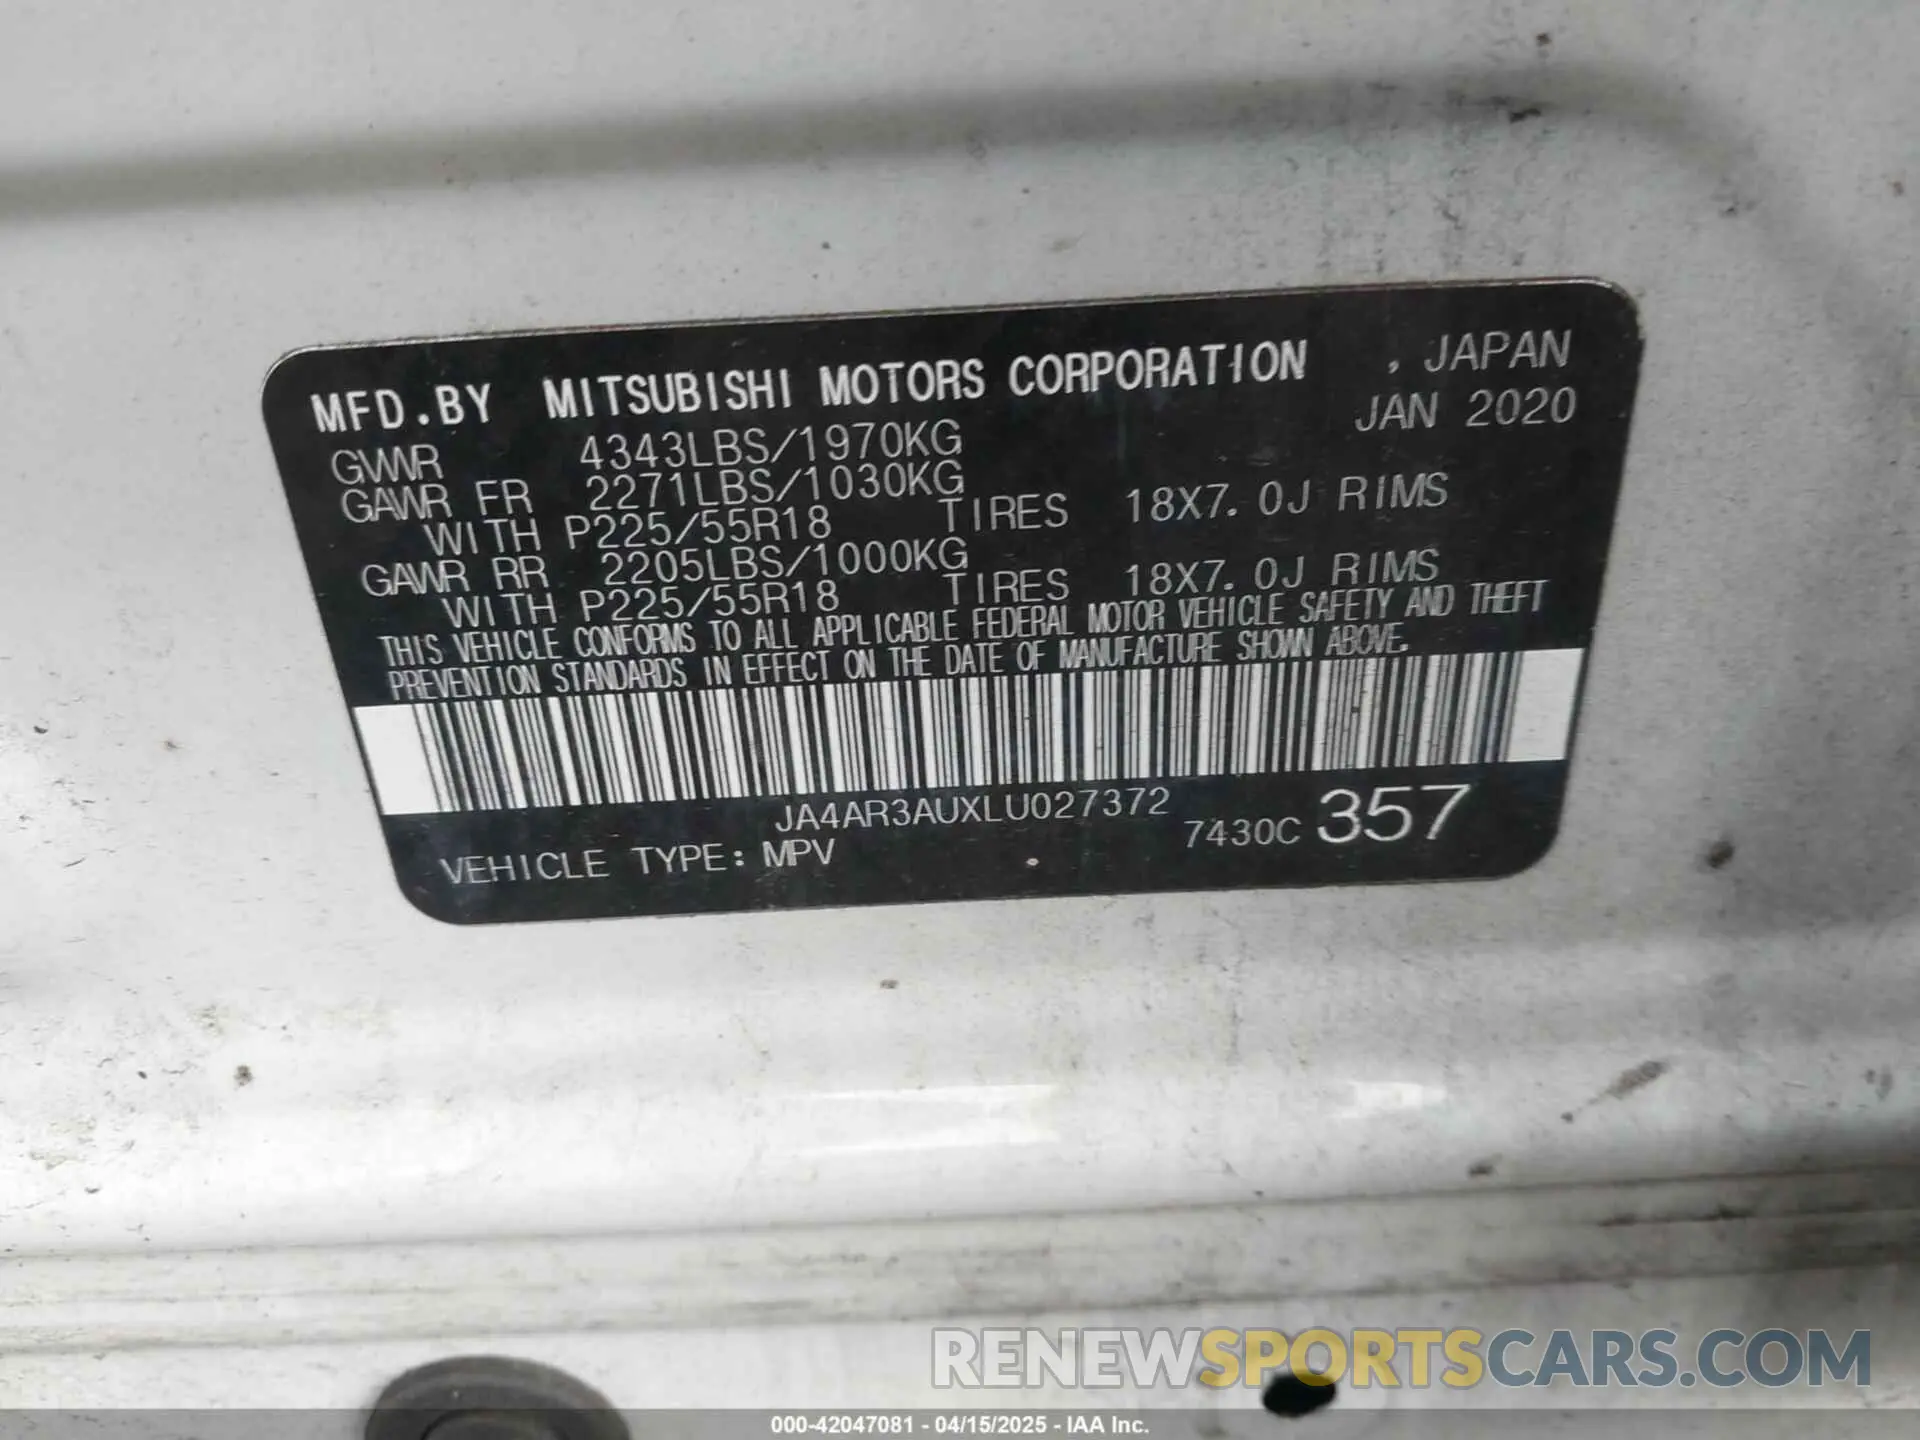 MFD.BY MITSUBISHI MOTORS CORPORATION , JAPAN
JAN 2020
GVWR 4343LBS/1970KG
GAWR FR 2271LBS/1030KG
WITH P225/55R18 TIRES 18X7.0J RIMS
GAWR RR 2205LBS/1000KG
WITH P225/55R18 TIRES 18X7.0J RIMS
THIS VEHICLE CONFORMS TO ALL APPLICABLE FEDERAL MOTOR VEHICLE SAFETY AND THEFT
PREVENTION STANDARDS IN EFFECT ON THE DATE OF MANUFACTURE SHOWN ABOVE.
JA4AR3AUXLU027372
7430C 357
VEHICLE TYPE: MPV
RENEWSPORTSCARS.COM
000-42047081 - 04/15/2025 - IAA Inc.